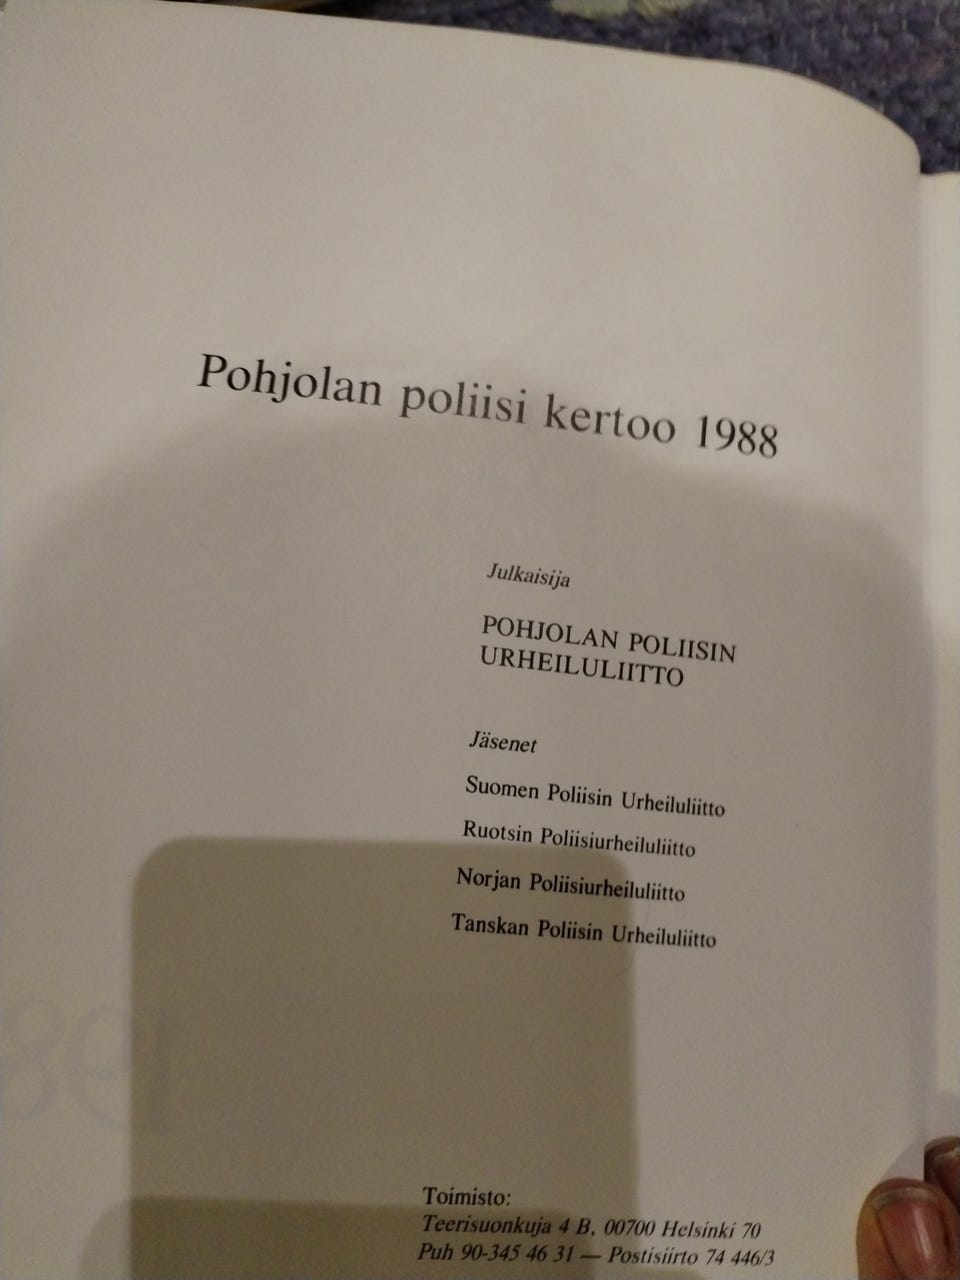 Pohjolan poliisi kertoo 1988
Julkaisija
POHJOLAN POLIISIN
URHEILULIITTO
Jäsenet
Suomen Poliisin Urheiluliitto
Ruotsin Poliisiurheiluliitto
Norjan Poliisiurheiluliitto
Tanskan Poliisin Urheiluliitto
Toimisto:
Teerisuonkuja 4 B, 00700 Helsinki 70
Puh 90-345 46 31 — Postisiirto 74 446/3